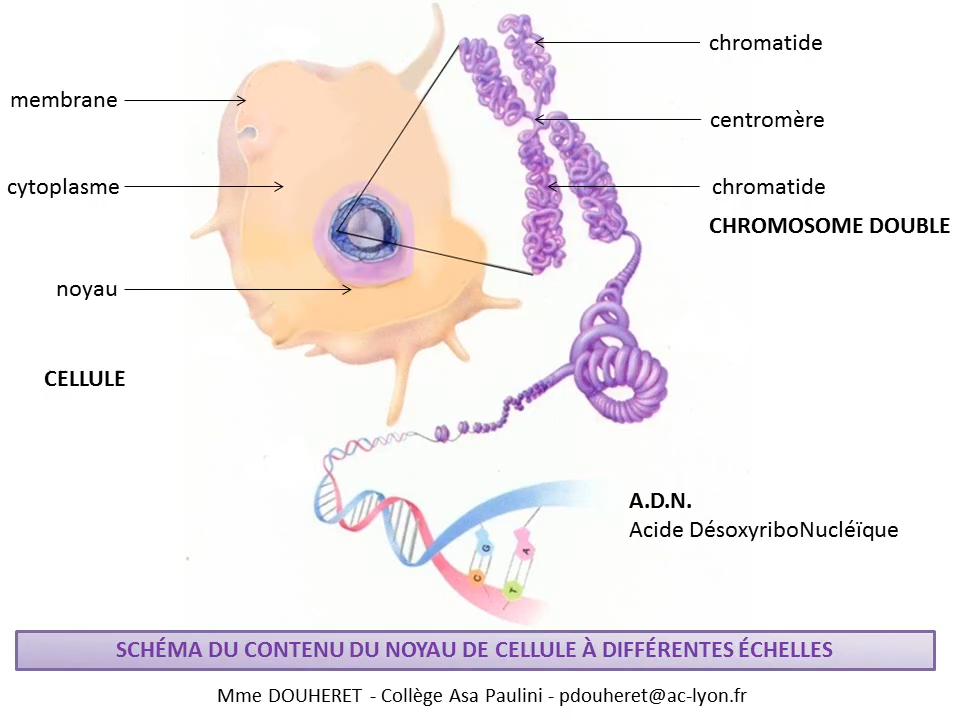 chromatide
membrane
centromère
cytoplasme
chromatide
CHROMOSOME DOUBLE
noyau
CELLULE
A.D.N.
Acide DésoxyriboNucléïque
G
A
C
T
SCHÉMA DU CONTENU DU NOYAU DE CELLULE À DIFFÉRENTES ÉCHELLES
Mme DOUHERET - Collège Asa Paulini - pdouheret@ac-lyon.fr